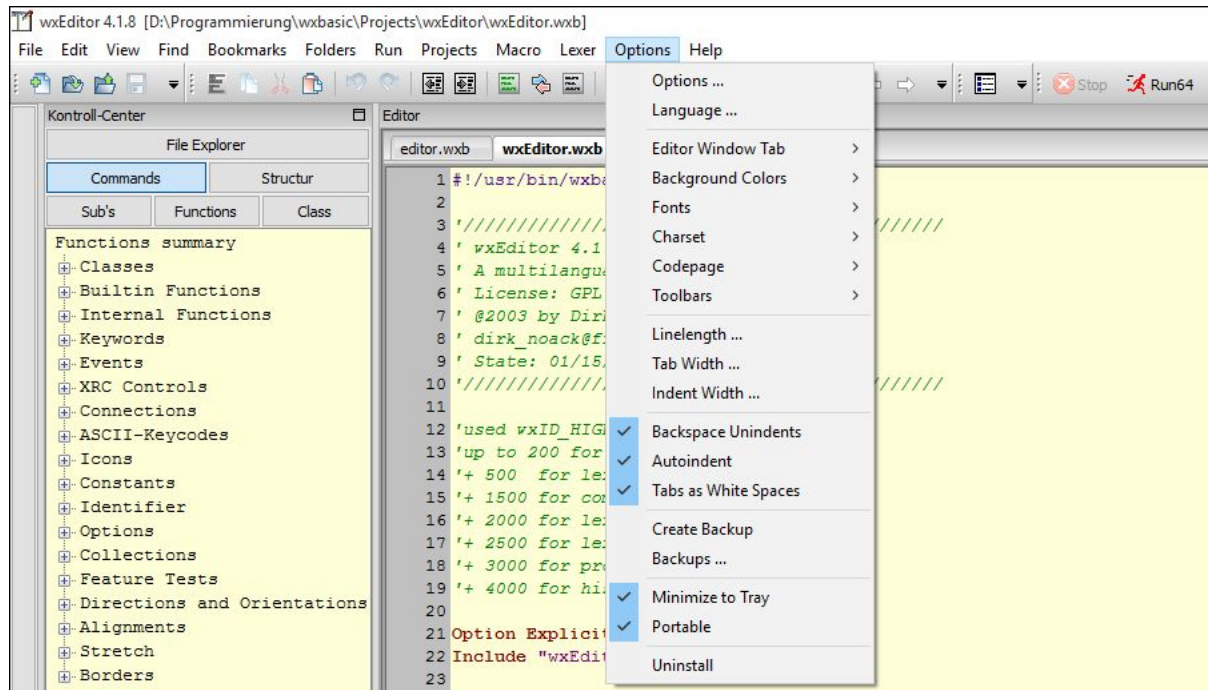 wxEditor 4.1.8 [D:\Programmierung\wxbasic\Projects\wxEditor\wxEditor.wxb]
File Edit View Find Bookmarks Folders Run Projects Macro Lexer Options Help
Stop Run64
Kontroll-Center
File Explorer
Commands Structur
Sub's Functions Class
Functions summary
Classes
Builtin Functions
Internal Functions
Keywords
Events
XRC Controls
Connections
ASCII-Keycodes
Icons
Constants
Identifier
Options
Collections
Feature Tests
Directions and Orientations
Alignments
Stretch
Borders
Editor
editor.wxb wxEditor.wxb
1 #!/usr/bin/wxba
2
3 '///////////// ///////
4 ' wxEditor 4.1
5 ' A multilangua
6 ' License: GPL
7 ' @2003 by Dir
8 ' dirk_noack@f
9 ' State: 01/15
10 '///////////// ///////
11
12 'used wxID_HIG
13 'up to 200 for
14 '+ 500  for le
15 '+ 1500 for co
16 '+ 2000 for le
17 '+ 2500 for le
18 '+ 3000 for pr
19 '+ 4000 for hi
20
21 Option Explici
22 Include "wxEdi
23
Options ...
Language ...
Editor Window Tab >
Background Colors >
Fonts >
Charset >
Codepage >
Toolbars >
Linelength ...
Tab Width ...
Indent Width ...
Backspace Unindents
Autoindent
Tabs as White Spaces
Create Backup
Backups ...
Minimize to Tray
Portable
Uninstall